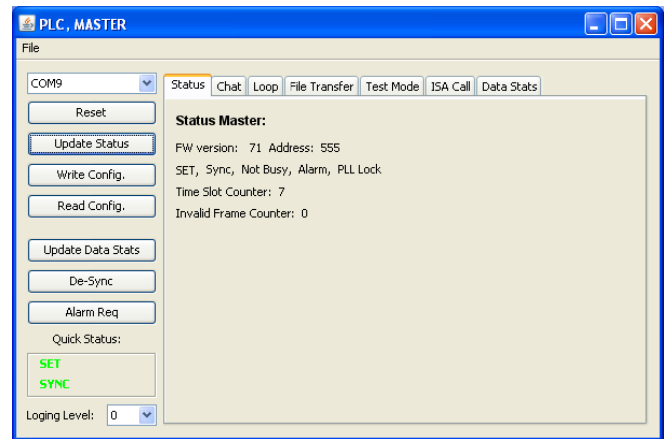 PLC, MASTER
File
COM9
Reset
Update Status
Write Config.
Read Config.
Update Data Stats
De-Sync
Alarm Req
Quick Status:
SET
SYNC
Loging Level: 0
Status Chat Loop File Transfer Test Mode ISA Call Data Stats
Status Master:
FW version: 71 Address: 555
SET, Sync, Not Busy, Alarm, PLL Lock
Time Slot Counter: 7
Invalid Frame Counter: 0